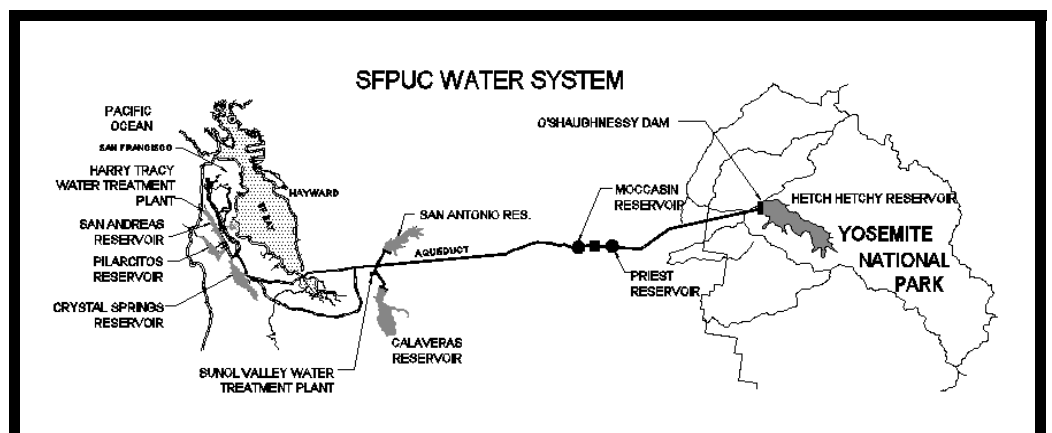 SFPUC WATER SYSTEM
PACIFIC
OCEAN
SAN FRANCISCO
HARRY TRACY
WATER TREATMENT
PLANT
SAN ANDREAS
RESERVOIR
PILARCITOS
RESERVOIR
CRYSTAL SPRINGS
RESERVOIR
SF BAY
HAYWARD
SAN ANTONIO RES.
AQUEDUCT
CALAVERAS
RESERVOIR
SUNOL VALLEY WATER
TREATMENT PLANT
MOCCASIN
RESERVOIR
PRIEST
RESERVOIR
O'SHAUGHNESSY DAM
HETCH HETCHY RESERVOIR
YOSEMITE
NATIONAL
PARK